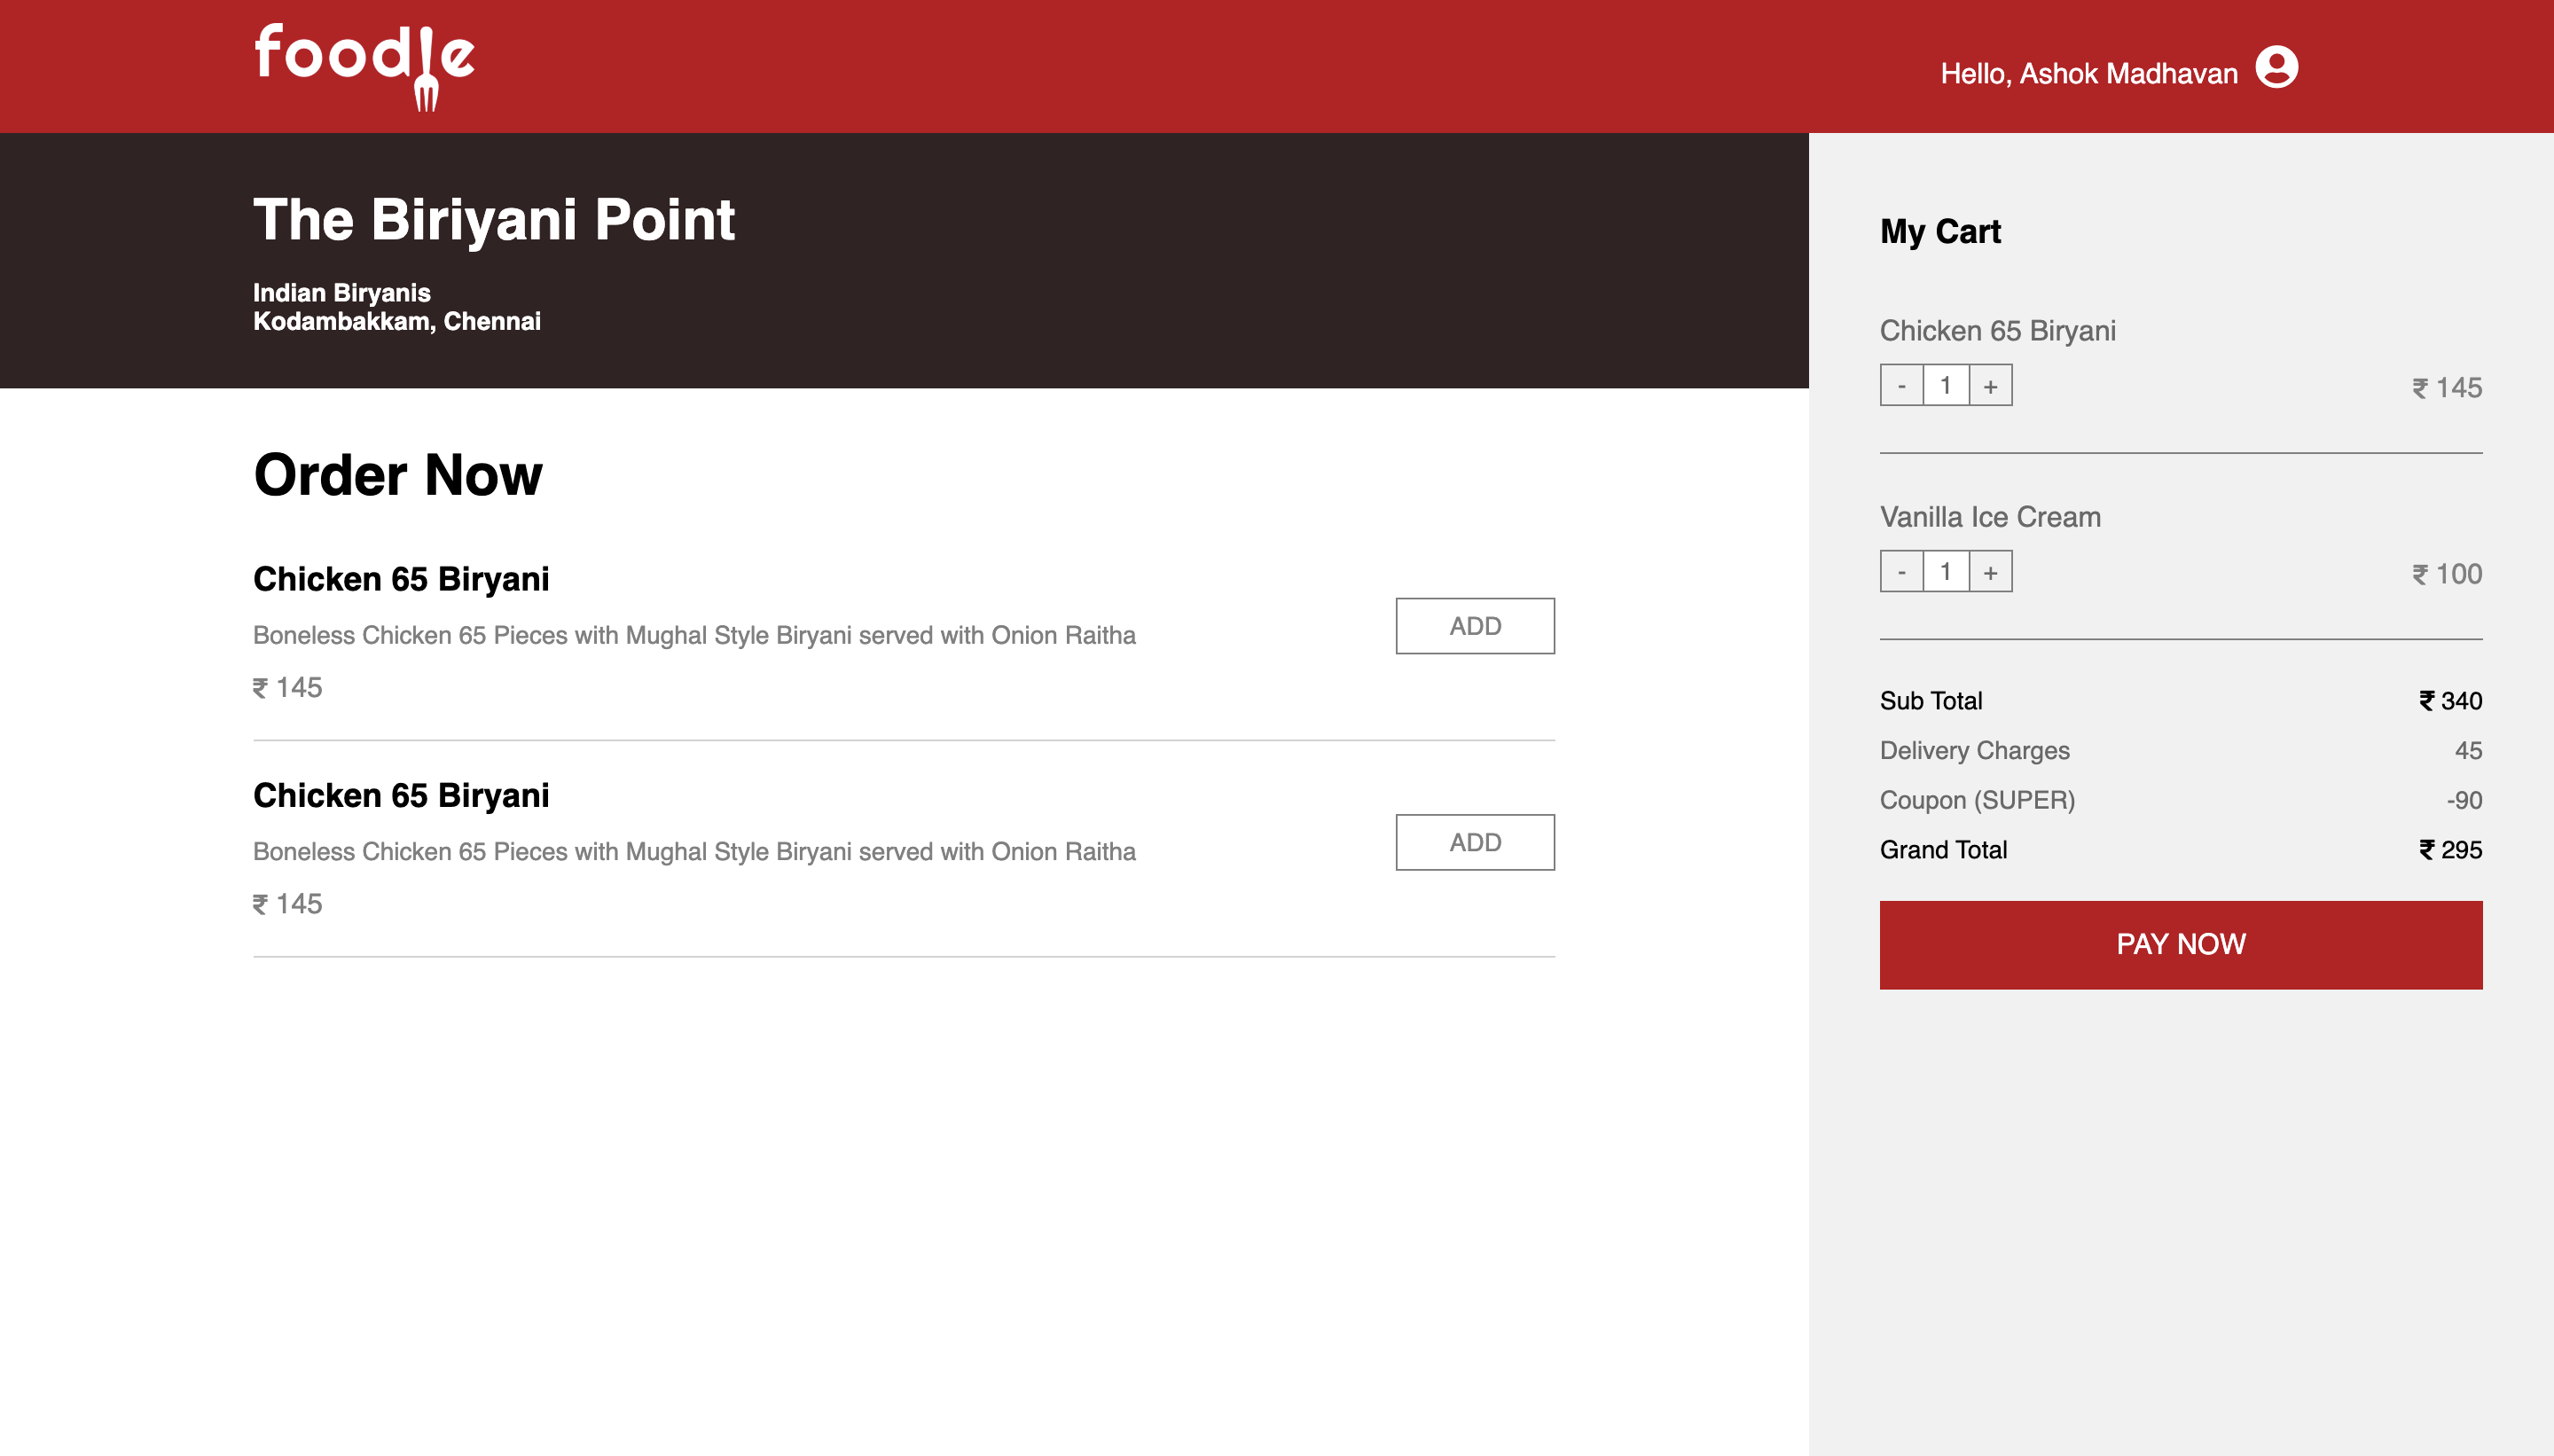 foodle
Hello, Ashok Madhavan
The Biriyani Point
Indian Biryanis
Kodambakkam, Chennai
Order Now
Chicken 65 Biryani
Boneless Chicken 65 Pieces with Mughal Style Biryani served with Onion Raitha
₹ 145
ADD
Chicken 65 Biryani
Boneless Chicken 65 Pieces with Mughal Style Biryani served with Onion Raitha
₹ 145
ADD
My Cart
Chicken 65 Biryani
- 1 + ₹ 145
Vanilla Ice Cream
- 1 + ₹ 100
Sub Total ₹ 340
Delivery Charges 45
Coupon (SUPER) -90
Grand Total ₹ 295
PAY NOW